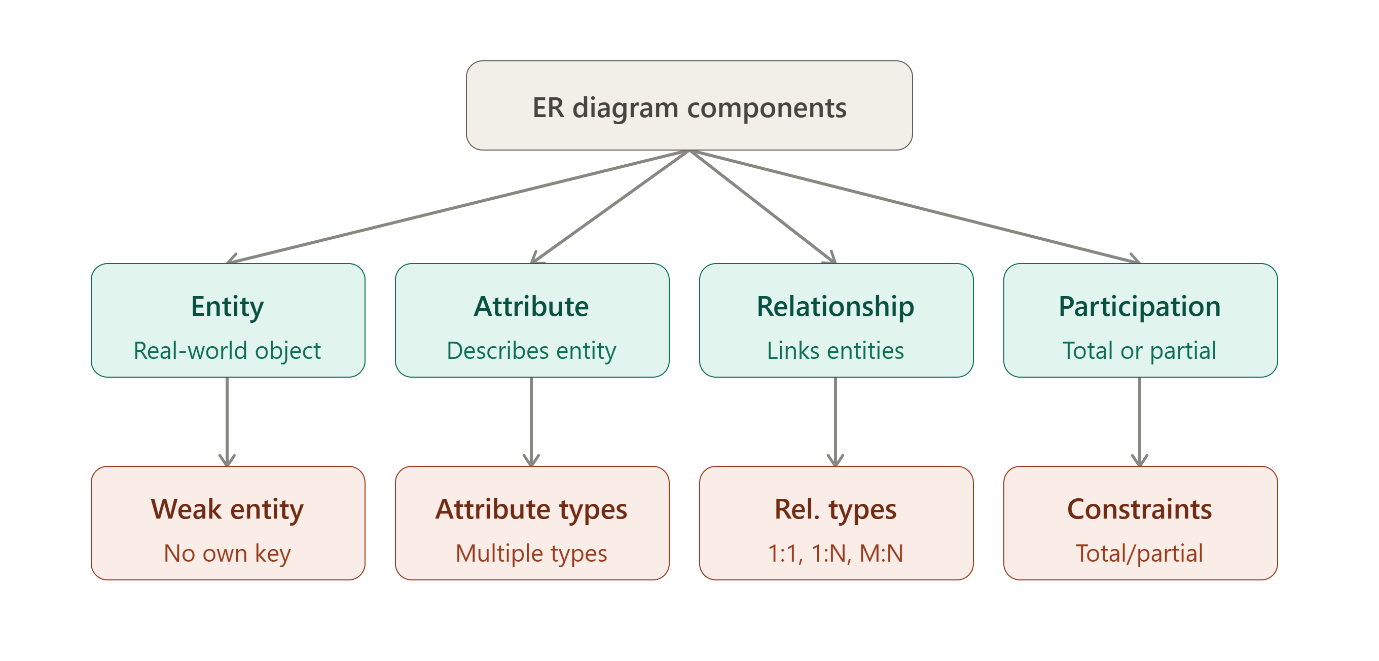 ER diagram components
Entity
Real-world object
Attribute
Describes entity
Relationship
Links entities
Participation
Total or partial
Weak entity
No own key
Attribute types
Multiple types
Rel. types
1:1, 1:N, M:N
Constraints
Total/partial